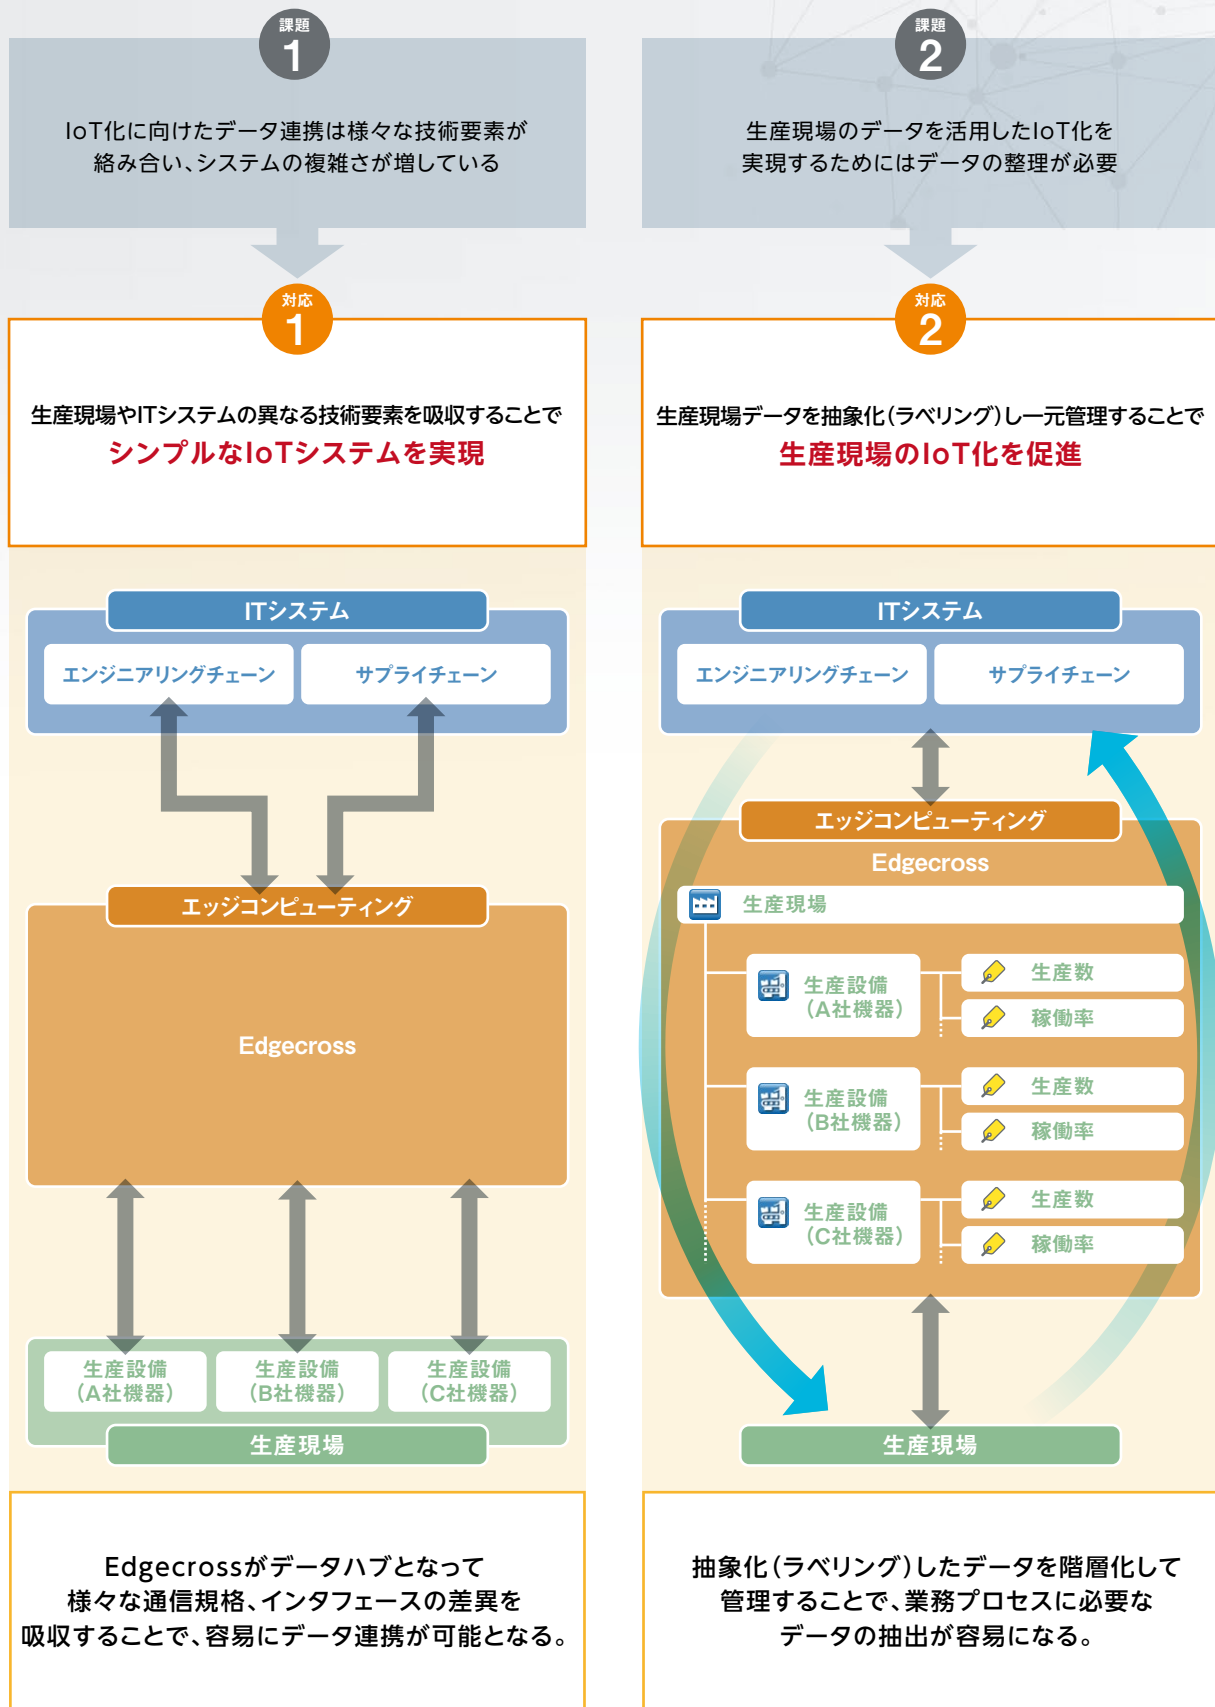 課題
1
IoT化に向けたデータ連携は様々な技術要素が
絡み合い、システムの複雑さが増している
対応
1
生産現場やITシステムの異なる技術要素を吸収することで
シンプルなIoTシステムを実現
ITシステム
エンジニアリングチェーン
サプライチェーン
エッジコンピューティング
Edgecross
生産設備
(A社機器)
生産設備
(B社機器)
生産設備
(C社機器)
生産現場
Edgecrossがデータハブとなって
様々な通信規格、インタフェースの差異を
吸収することで、容易にデータ連携が可能となる。
課題
2
生産現場のデータを活用したIoT化を
実現するためにはデータの整理が必要
対応
2
生産現場データを抽象化(ラベリング)し一元管理することで
生産現場のIoT化を促進
ITシステム
エンジニアリングチェーン
サプライチェーン
エッジコンピューティング
Edgecross
生産現場
生産設備
(A社機器)
生産数
稼働率
生産設備
(B社機器)
生産数
稼働率
生産設備
(C社機器)
生産数
稼働率
生産現場
抽象化(ラベリング)したデータを階層化して
管理することで、業務プロセスに必要な
データの抽出が容易になる。